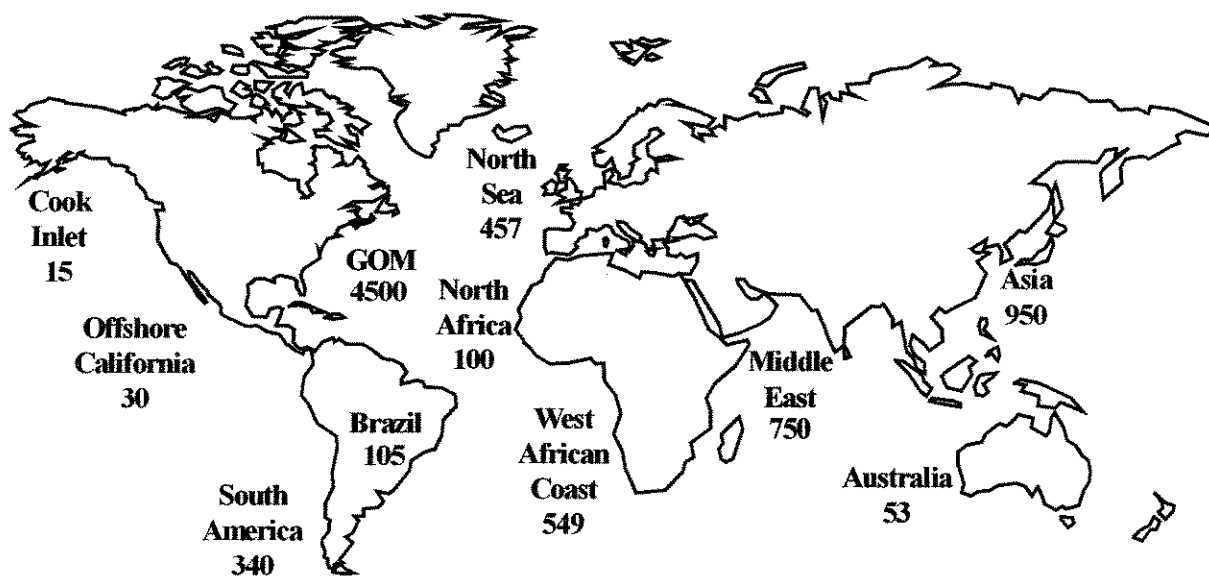 Cook
Inlet
15
Offshore
California
30
GOM
4500
North
Sea
457
North
Africa
100
Brazil
105
South
America
340
West
African
Coast
549
Middle
East
750
Asia
950
Australia
53